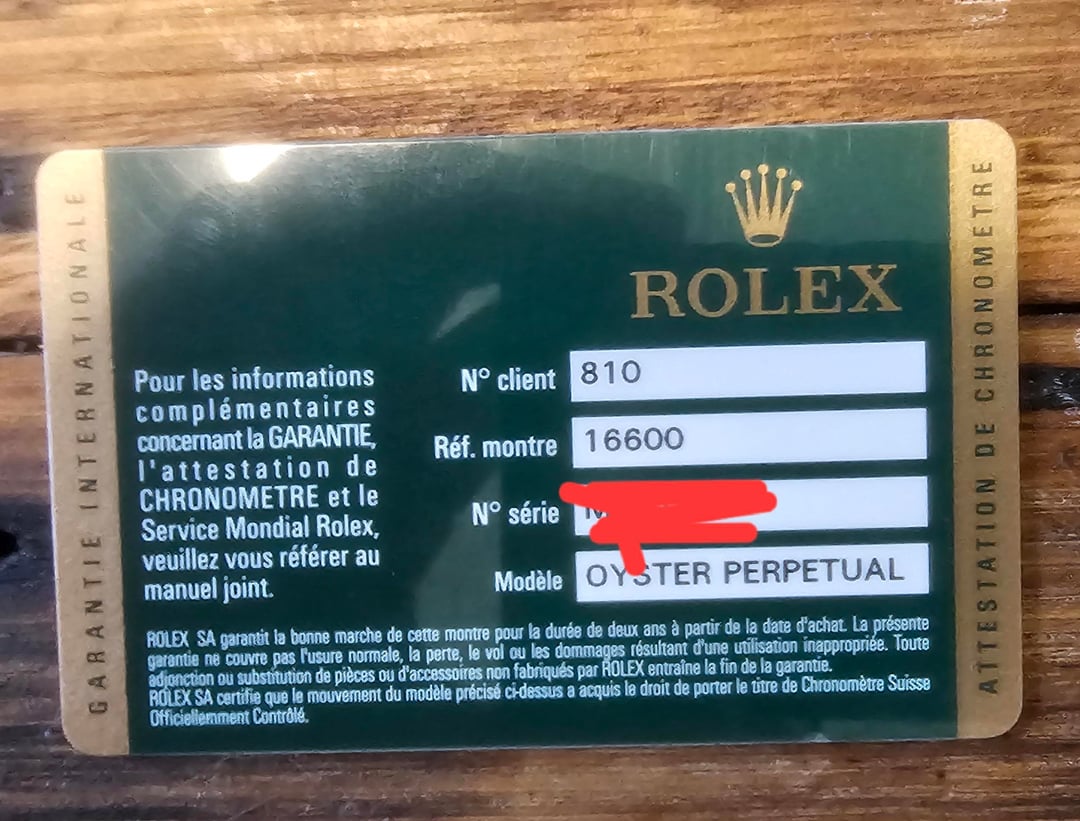 GARANTIE INTERNATIONALE
ROLEX
Pour les informations
complémentaires
concernant la GARANTIE,
l'attestation de
CHRONOMETRE et le
Service Mondial Rolex,
veuillez vous référer au
manuel joint.
N° client 810
Réf. montre 16600
N° série
Modèle OYSTER PERPETUAL
ROLEX SA garantit la bonne marche de cette montre pour la durée de deux ans à partir de la date d'achat. La présente
garantie ne couvre pas l'usure normale, la perte, le vol ou les dommages résultant d'une utilisation inappropriée. Toute
adjonction ou substitution de pièces ou d'accessoires non fabriqués par ROLEX entraîne la fin de la garantie.
ROLEX SA certifie que le mouvement du modèle précisé ci-dessus a acquis le droit de porter le titre de Chronomètre Suisse
Officiellemment Contrôlé.
ATTESTATION DE CHRONOMETRE